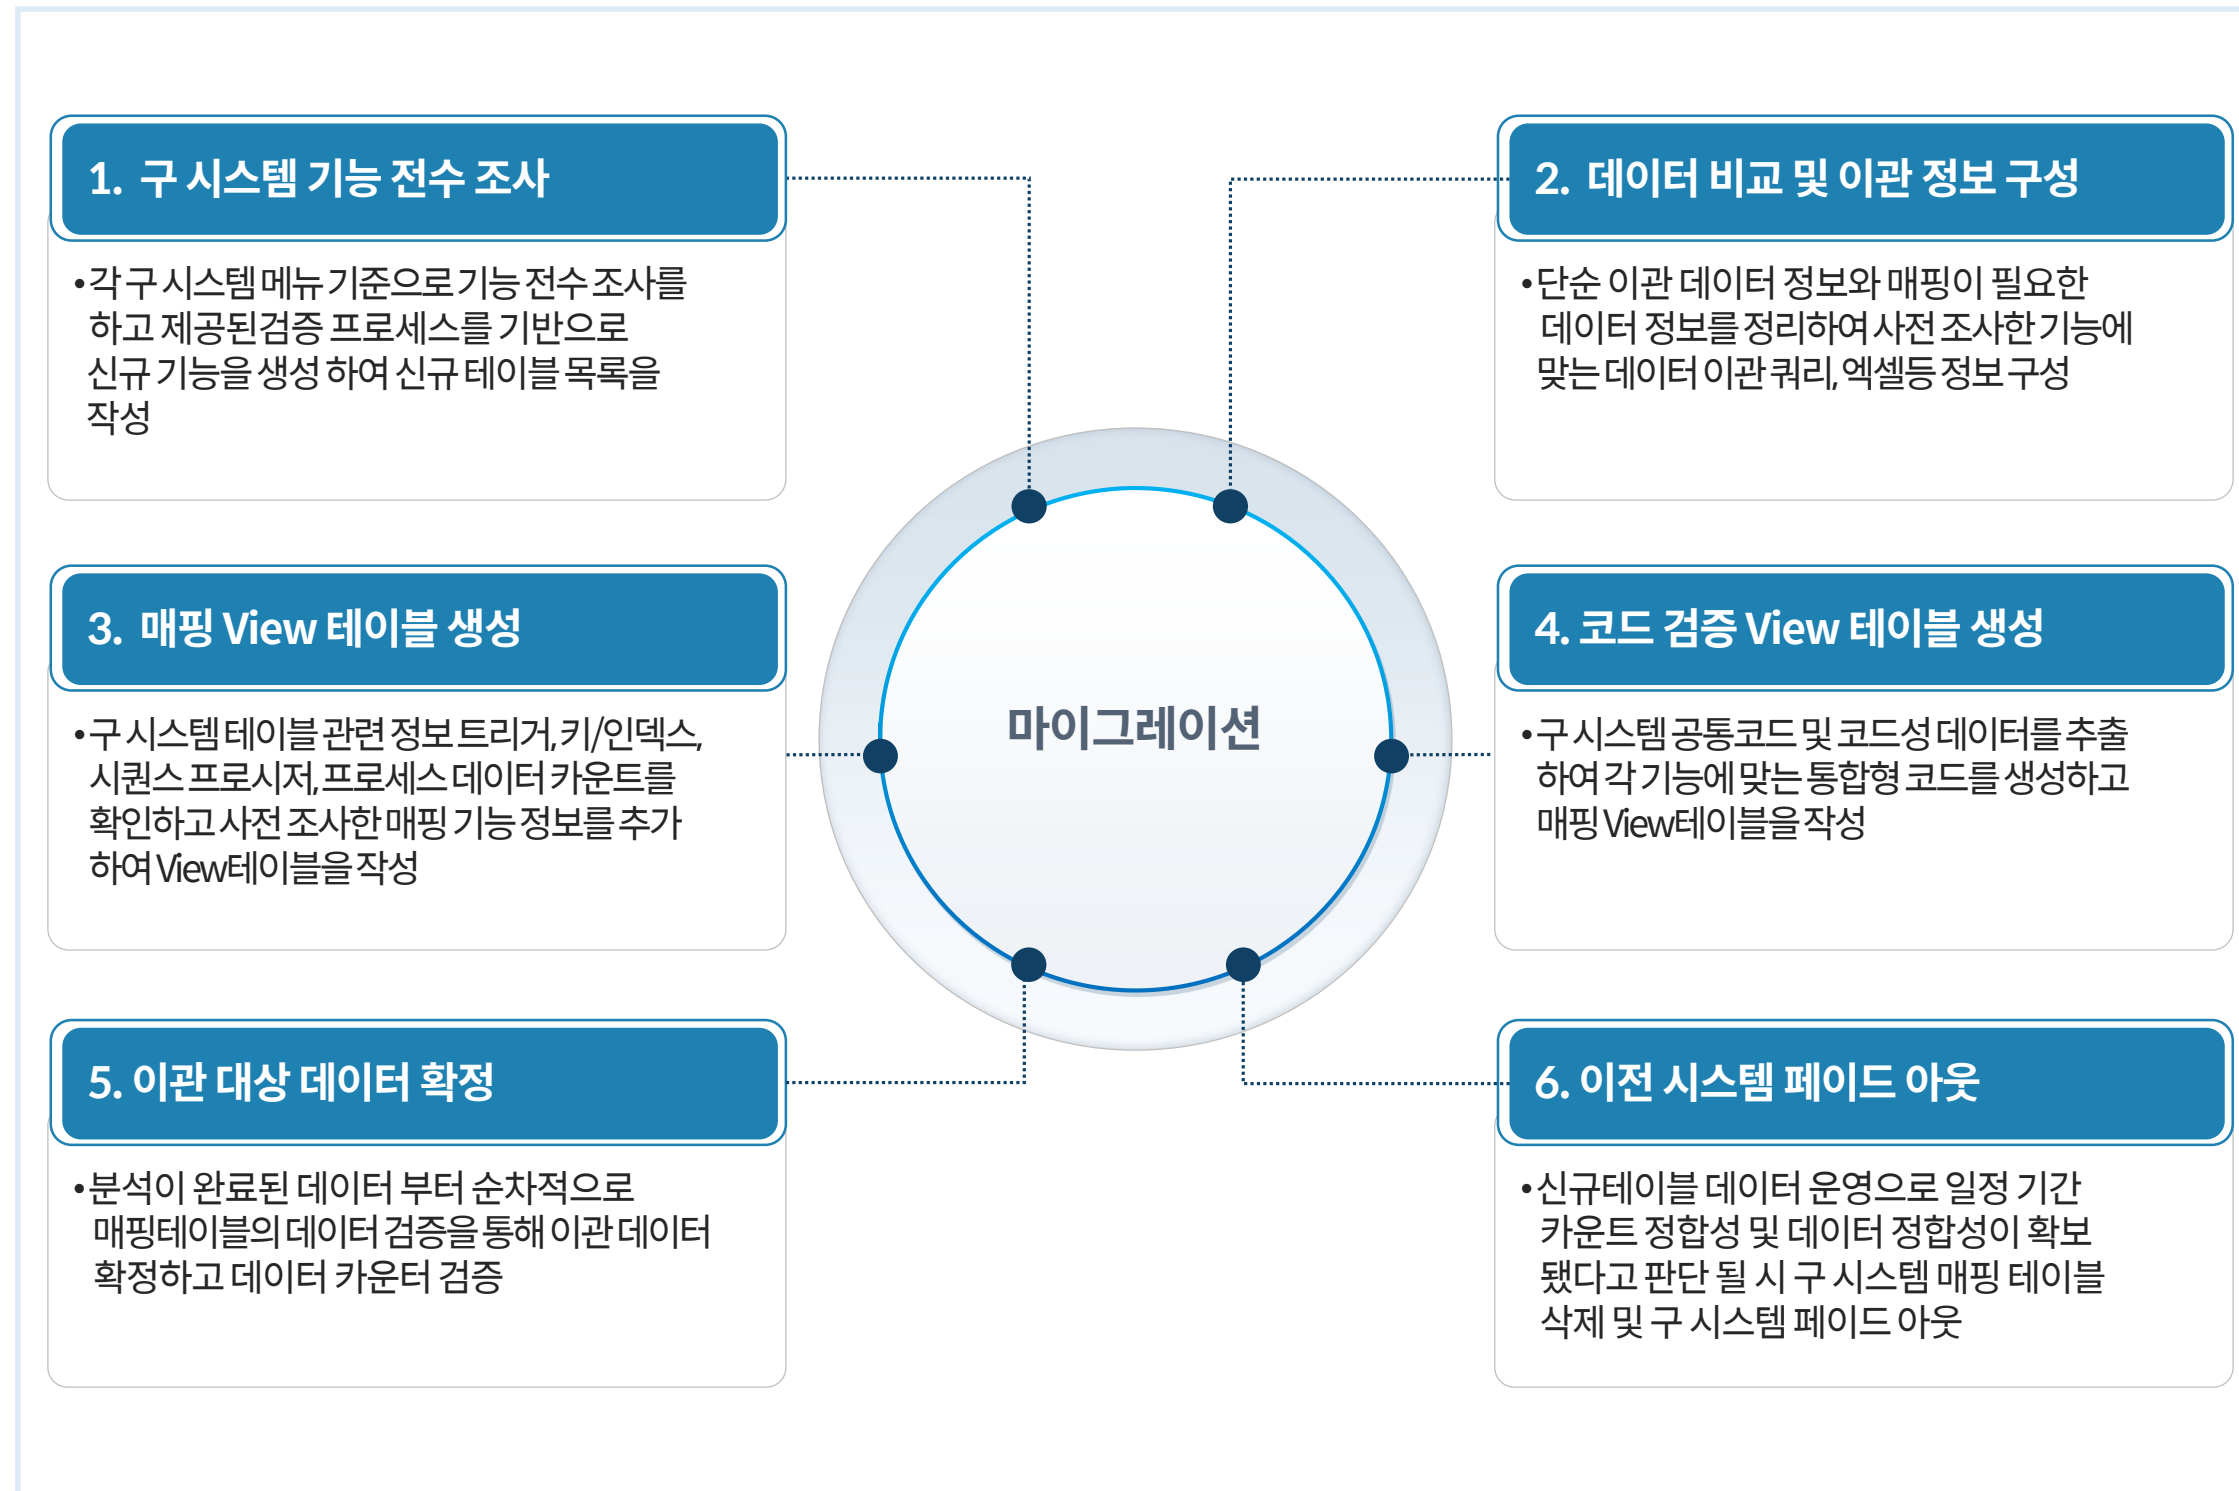 1. 구 시스템 기능 전수 조사
•각 구 시스템 메뉴 기준으로 기능 전수 조사를
하고 제공된검증 프로세스를 기반으로
신규 기능을 생성 하여 신규 테이블 목록을
작성
2. 데이터 비교 및 이관 정보 구성
•단순 이관 데이터 정보와 매핑이 필요한
데이터 정보를 정리하여 사전 조사한 기능에
맞는 데이터 이관 쿼리, 엑셀등 정보 구성
3. 매핑 View 테이블 생성
•구 시스템 테이블 관련 정보 트리거, 키/인덱스,
시퀀스 프로시저, 프로세스 데이터 카운트를
확인하고 사전 조사한 매핑 기능 정보를 추가
하여 View테이블을 작성
마이그레이션
4. 코드 검증 View 테이블 생성
•구 시스템 공통코드 및 코드성 데이터를 추출
하여 각 기능에 맞는 통합형 코드를 생성하고
매핑 View테이블을 작성
5. 이관 대상 데이터 확정
•분석이 완료된 데이터 부터 순차적으로
매핑테이블의 데이터 검증을 통해 이관 데이터
확정하고 데이터 카운터 검증
6. 이전 시스템 페이드 아웃
•신규테이블 데이터 운영으로 일정 기간
카운트 정합성 및 데이터 정합성이 확보
됐다고 판단 될 시 구 시스템 매핑 테이블
삭제 및 구 시스템 페이드 아웃